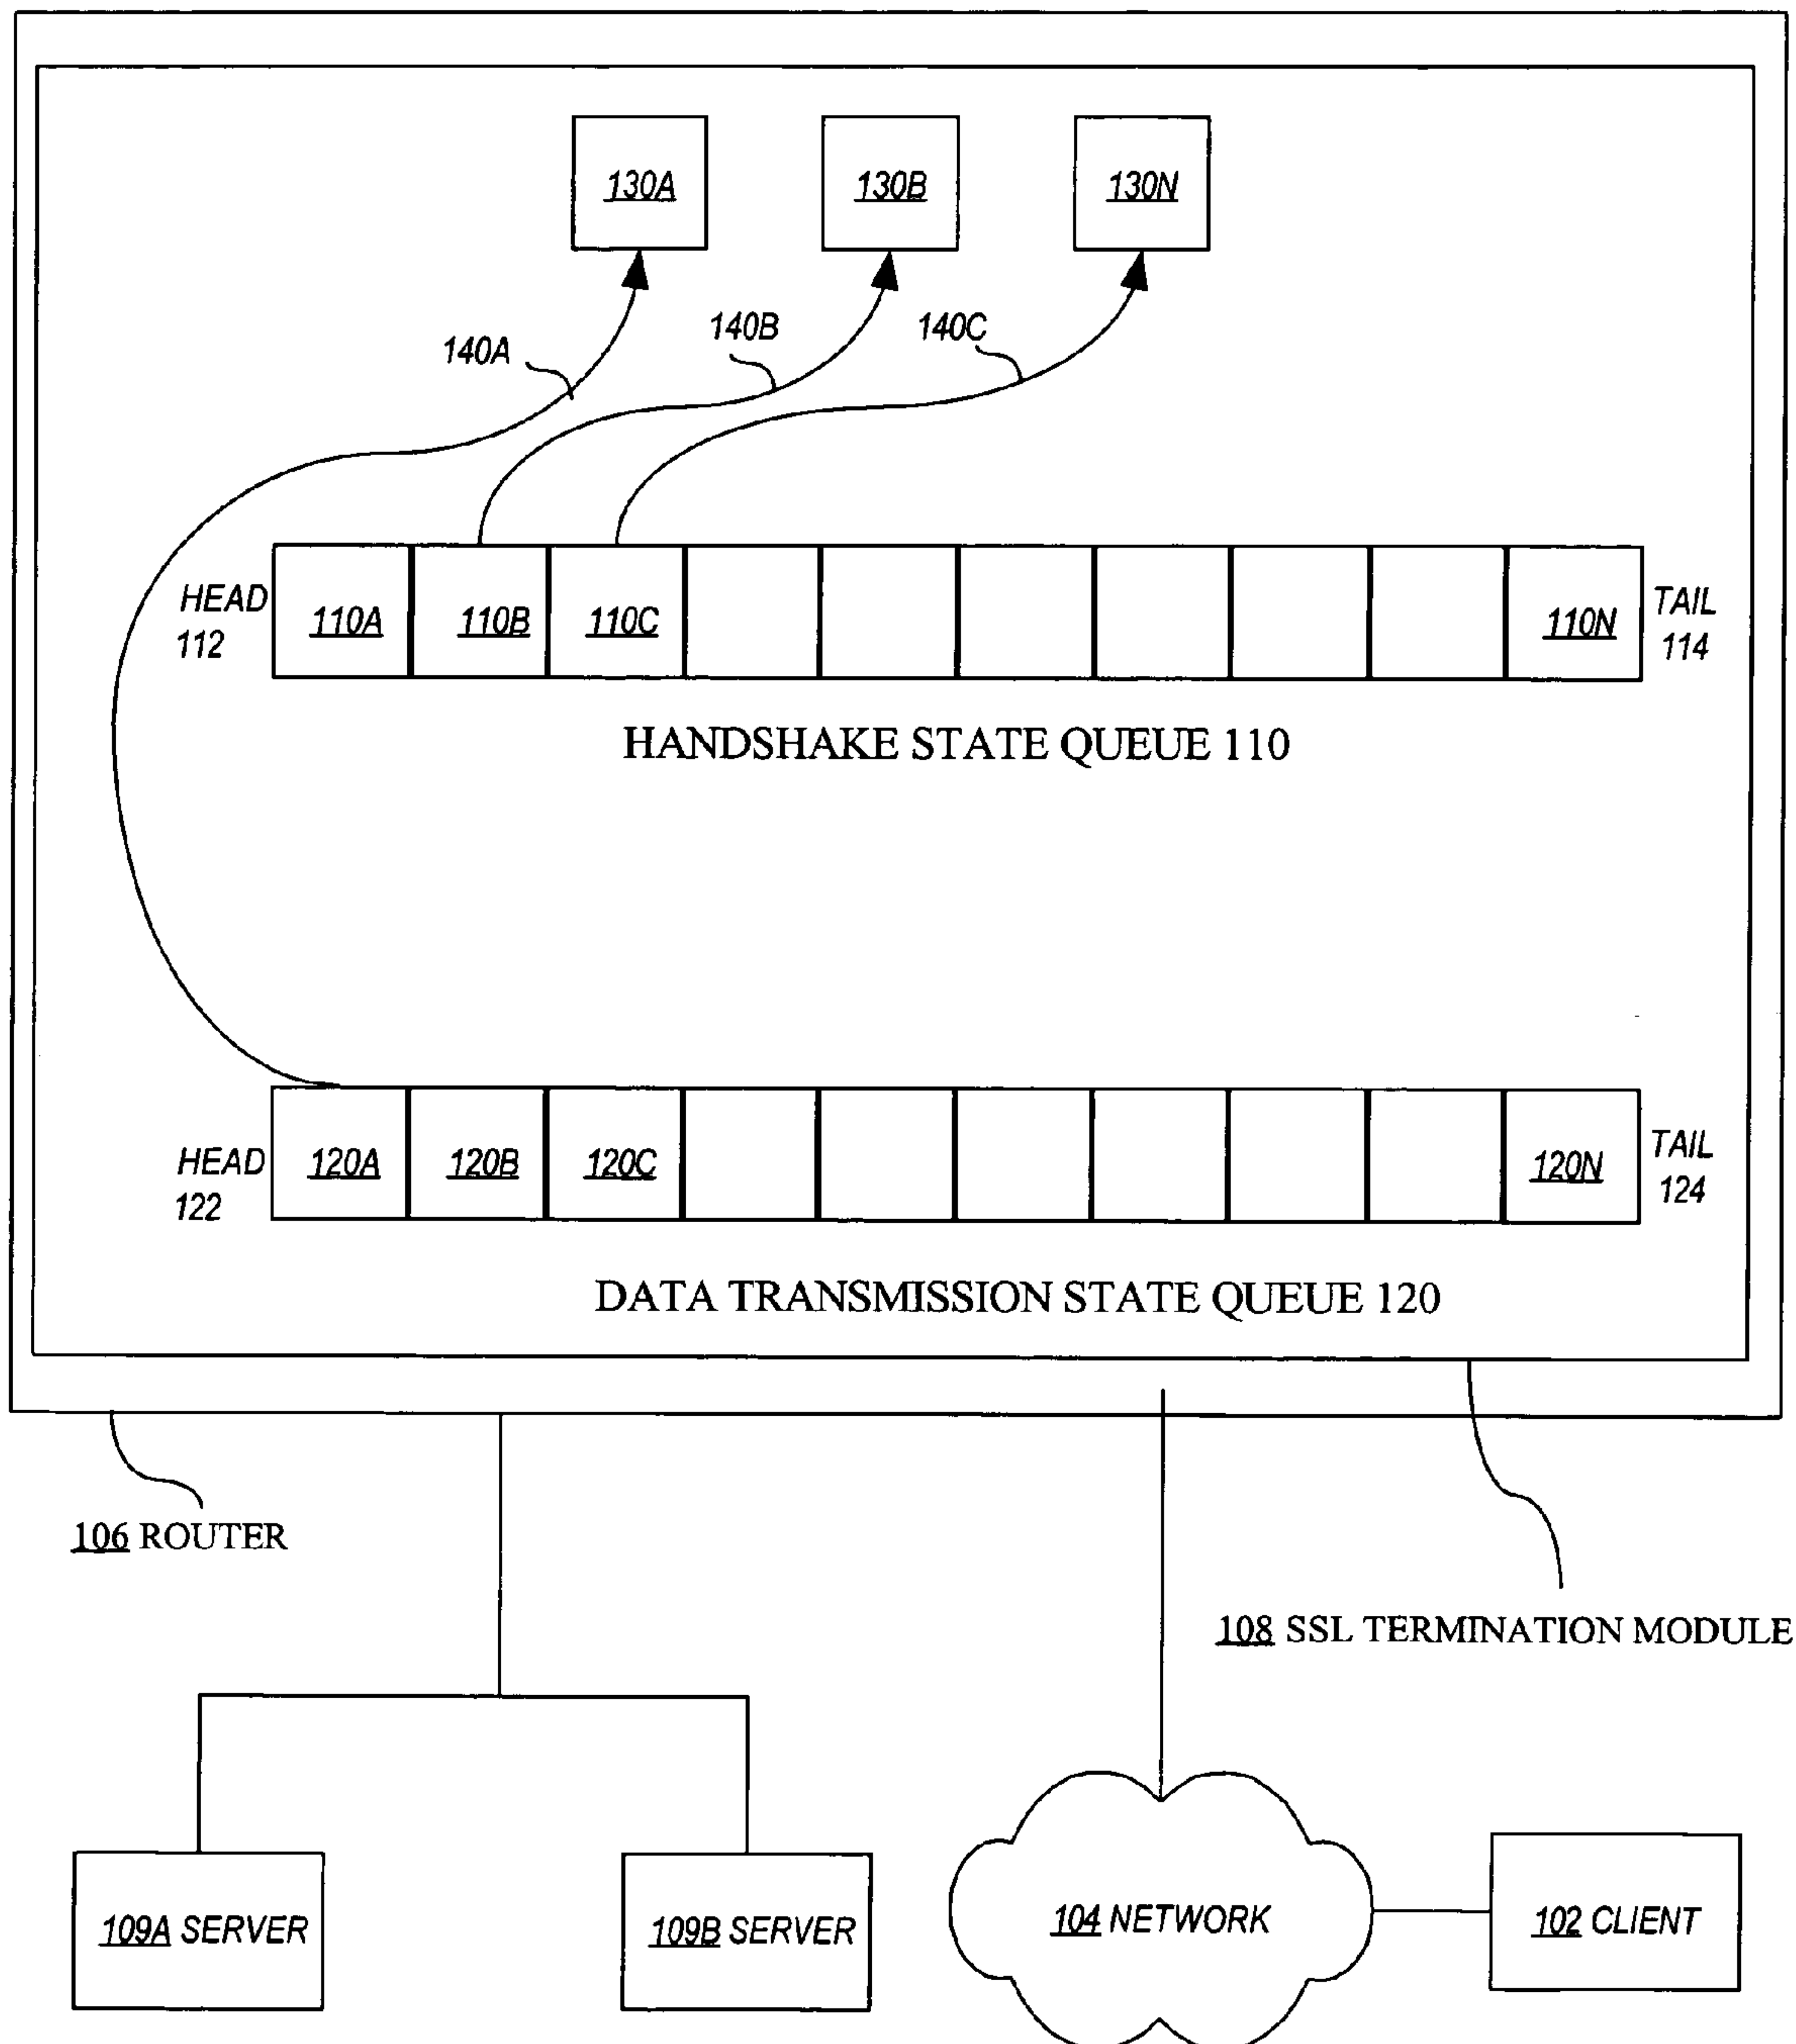 130A 130B 130N
140A 140B 140C
HEAD
112
110A 110B 110C 110N
TAIL
114
HANDSHAKE STATE QUEUE 110
HEAD
122
120A 120B 120C 120N
TAIL
124
DATA TRANSMISSION STATE QUEUE 120
106 ROUTER
108 SSL TERMINATION MODULE
109A SERVER
109B SERVER
104 NETWORK
102 CLIENT